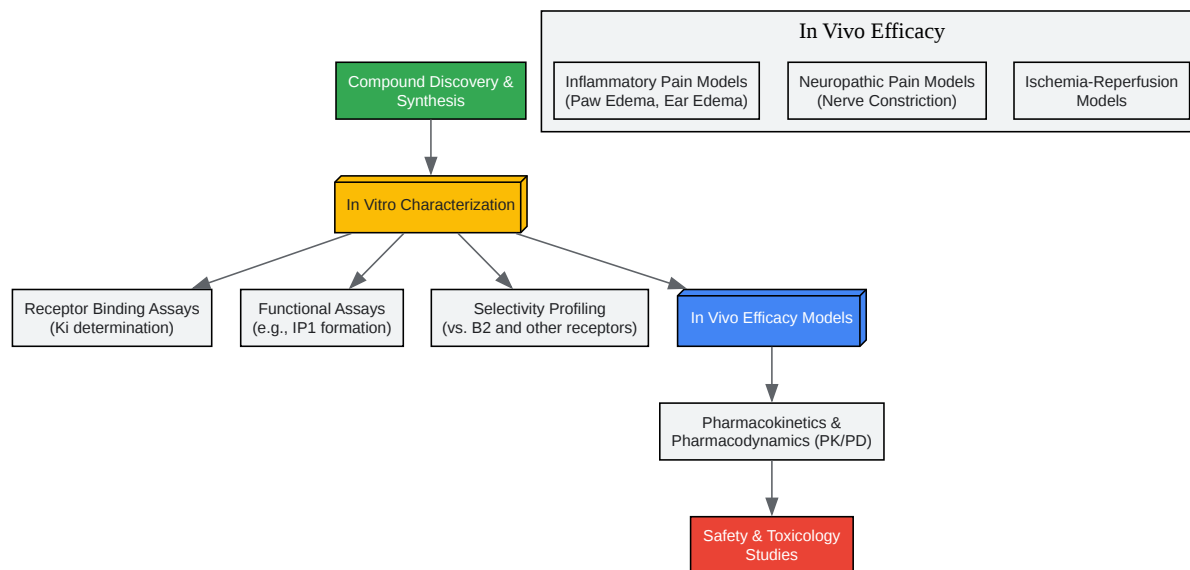 In Vivo Efficacy
Compound Discovery &
Synthesis
Inflammatory Pain Models
(Paw Edema, Ear Edema)
Neuropathic Pain Models
(Nerve Constriction)
Ischemia-Reperfusion
Models
In Vitro Characterization
Receptor Binding Assays
(Ki determination)
Functional Assays
(e.g., IP1 formation)
Selectivity Profiling
(vs. B2 and other receptors)
In Vivo Efficacy Models
Pharmacokinetics &
Pharmacodynamics (PK/PD)
Safety & Toxicology
Studies